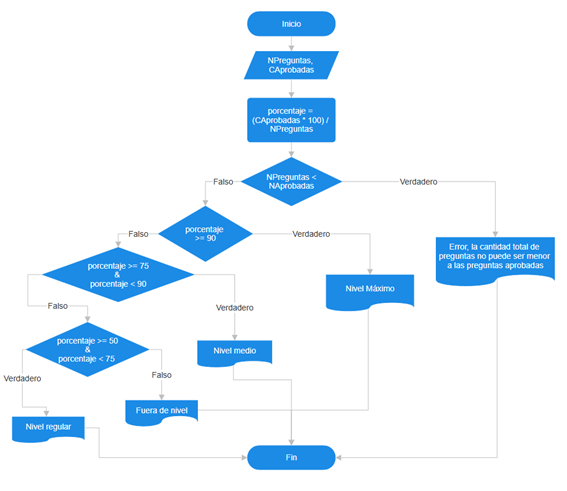 Inicio
NPreguntas,
CAprobadas
porcentaje =
(CAprobadas * 100) /
NPreguntas
NPreguntas <
NAprobadas
Falso
Verdadero
porcentaje
>= 90
Falso
Verdadero
Error, la cantidad total de
preguntas no puede ser menor
a las preguntas aprobadas
porcentaje >= 75
&
porcentaje < 90
Nivel Máximo
Falso
Verdadero
porcentaje >= 50
&
porcentaje < 75
Nivel medio
Verdadero
Falso
Fuera de nivel
Nivel regular
Fin